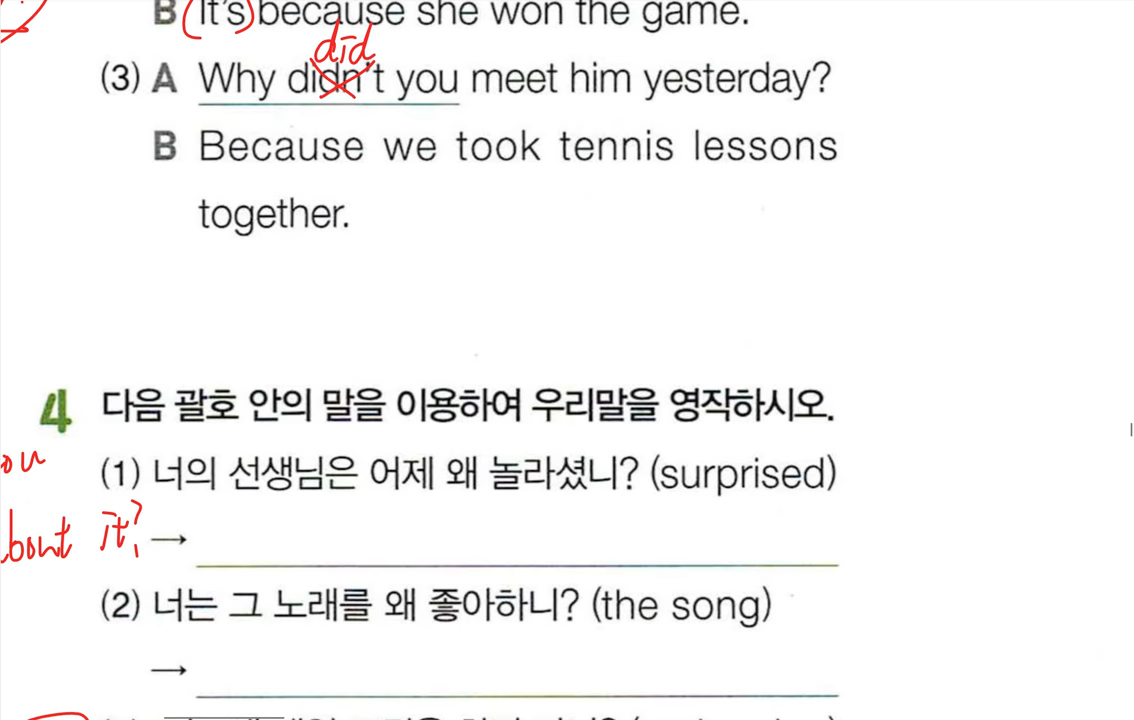 B (It's) because she won the game.
did
(3) A Why didn't you meet him yesterday?
B Because we took tennis lessons
together.
4 다음 괄호 안의 말을 이용하여 우리말을 영작하시오.
(1) 너의 선생님은 어제 왜 놀라셨니? (surprised)
it?
→
(2) 너는 그 노래를 왜 좋아하니? (the song)
→